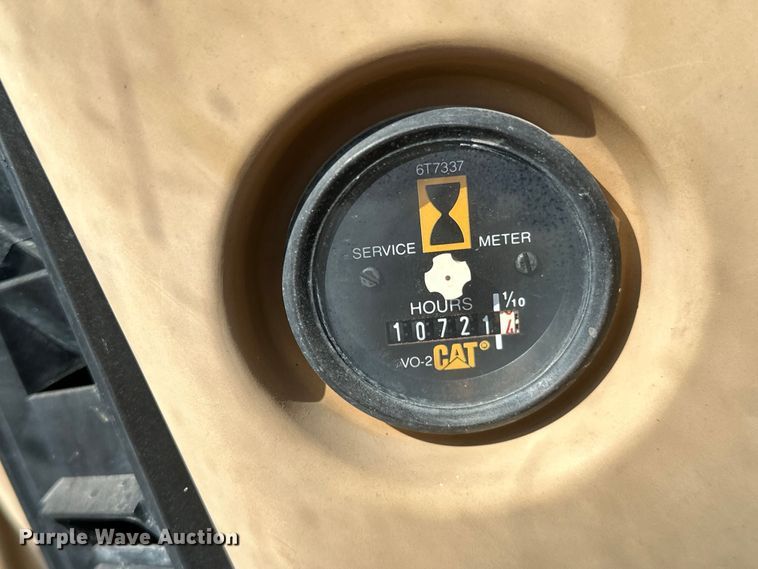 6T7337
SERVICE METER
HOURS 1/10
10721
VO-2 CAT®
Purple Wave Auction